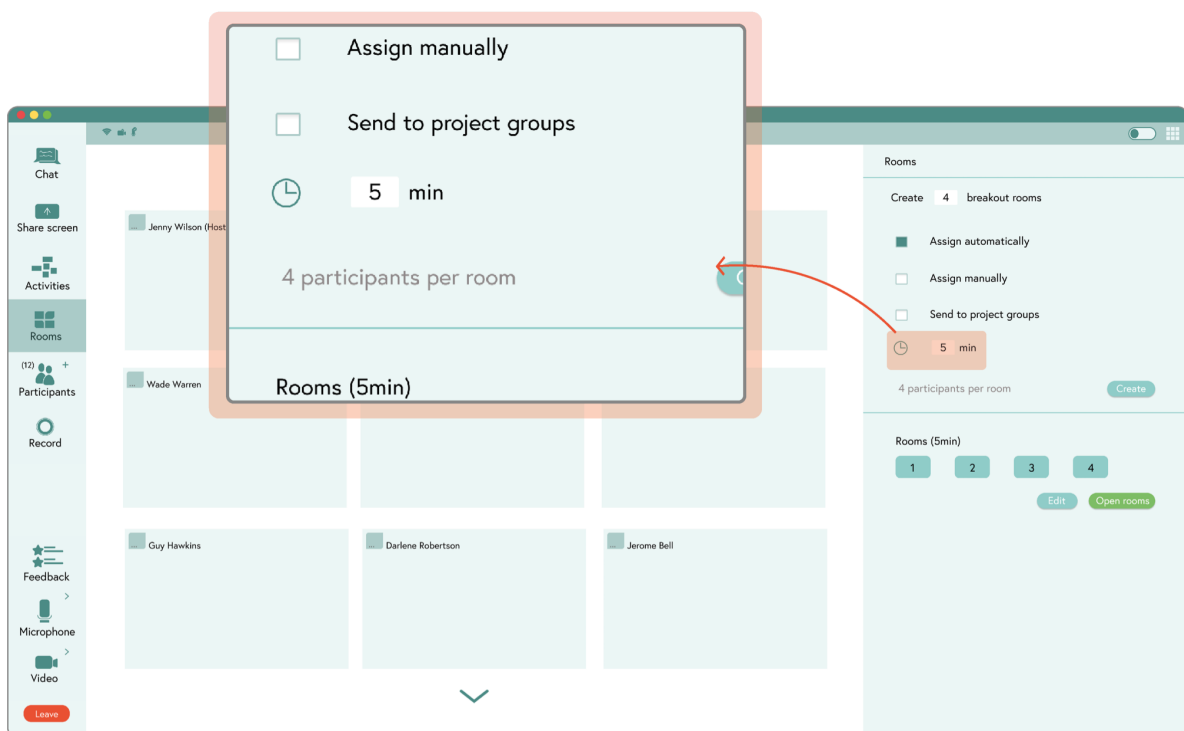 Assign manually
Send to project groups
5 min
4 participants per room
Rooms (5min)
Chat
Share screen
Activities
Rooms
(12) +
Participants
Record
Feedback
Microphone
Video
Leave
... Jenny Wilson (Host
... Wade Warren
... Guy Hawkins
... Darlene Robertson
... Jerome Bell
Rooms
Create 4 breakout rooms
Assign automatically
Assign manually
Send to project groups
5 min
4 participants per room Create
Rooms (5min)
1 2 3 4
Edit Open rooms